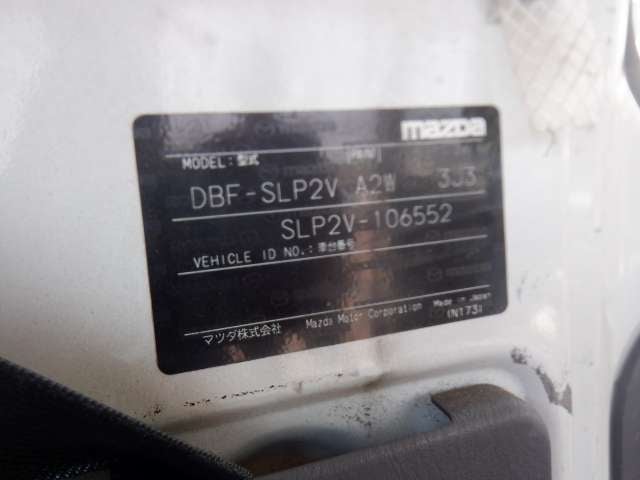 mazda
MODEL: 型式
DBF-SLP2V A2W 3J3
SLP2V-106552
VEHICLE ID NO.: 車台番号
マツダ株式会社 Mazda Motor Corporation Made in Japan
(N173)